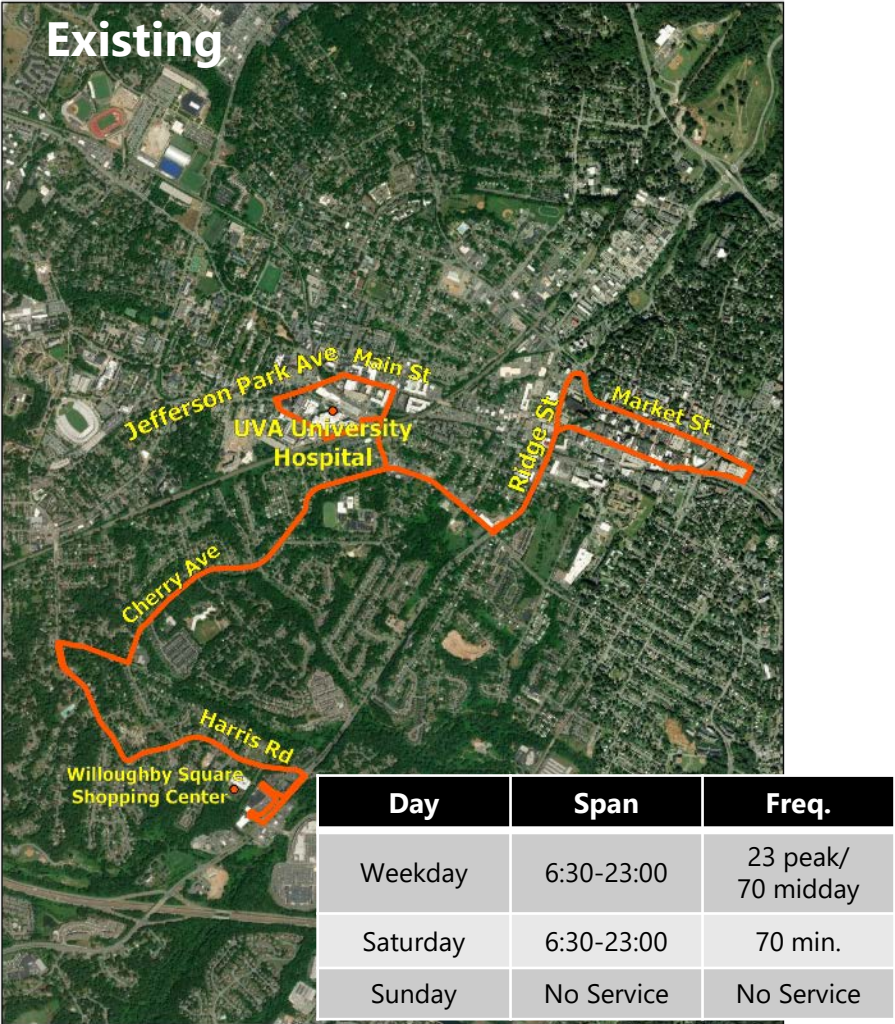 Existing
Jefferson Park Ave
Main St
UVA University
Hospital
Ridge St
Market St
Cherry Ave
Harris Rd
Willoughby Square
Shopping Center
Day Span Freq.
Weekday 6:30-23:00 23 peak/
70 midday
Saturday 6:30-23:00 70 min.
Sunday No Service No Service